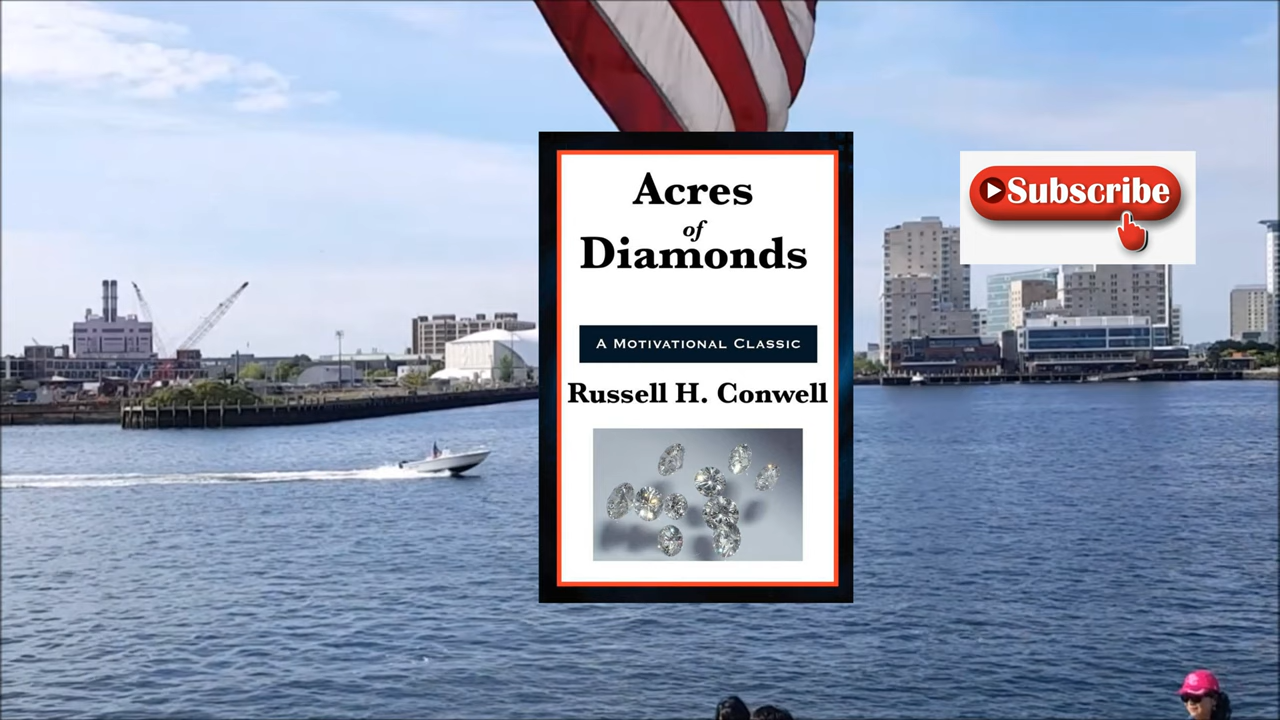 Acres
of
Diamonds
A Motivational Classic
Russell H. Conwell
Subscribe